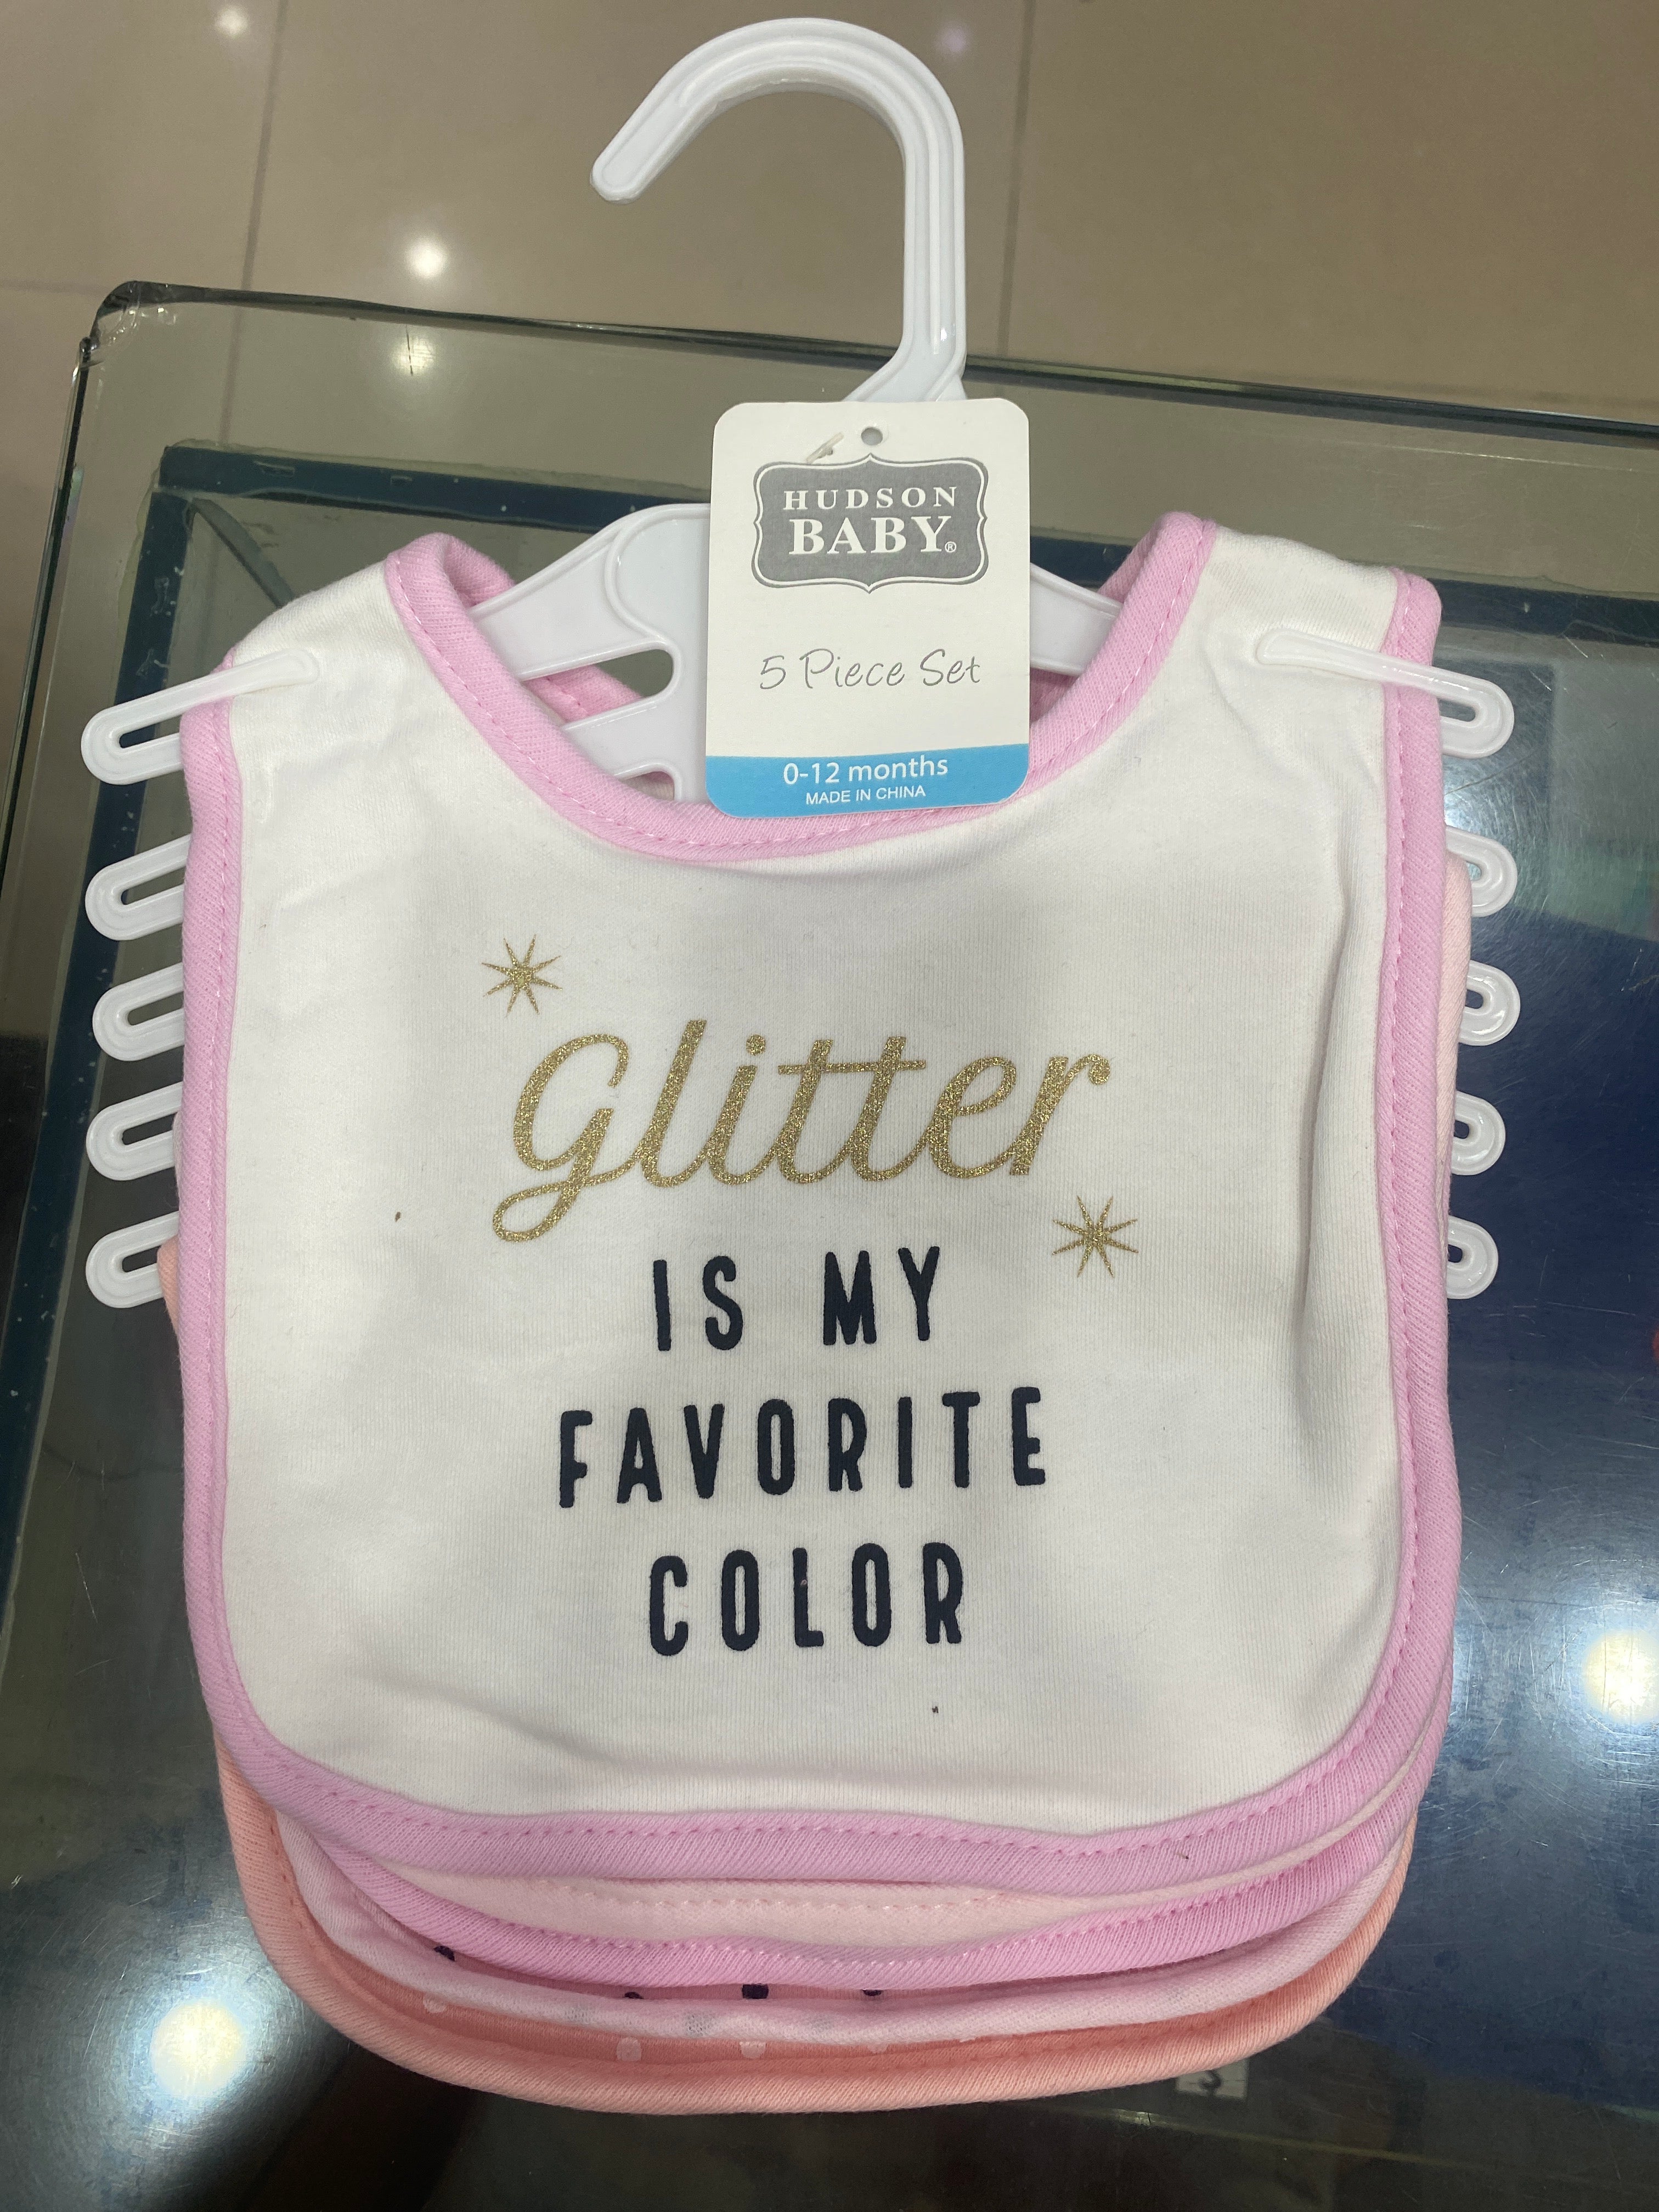 HUDSON
BABY®
5 Piece Set
0-12 months
MADE IN CHINA
glitter
IS MY
FAVORITE
COLOR